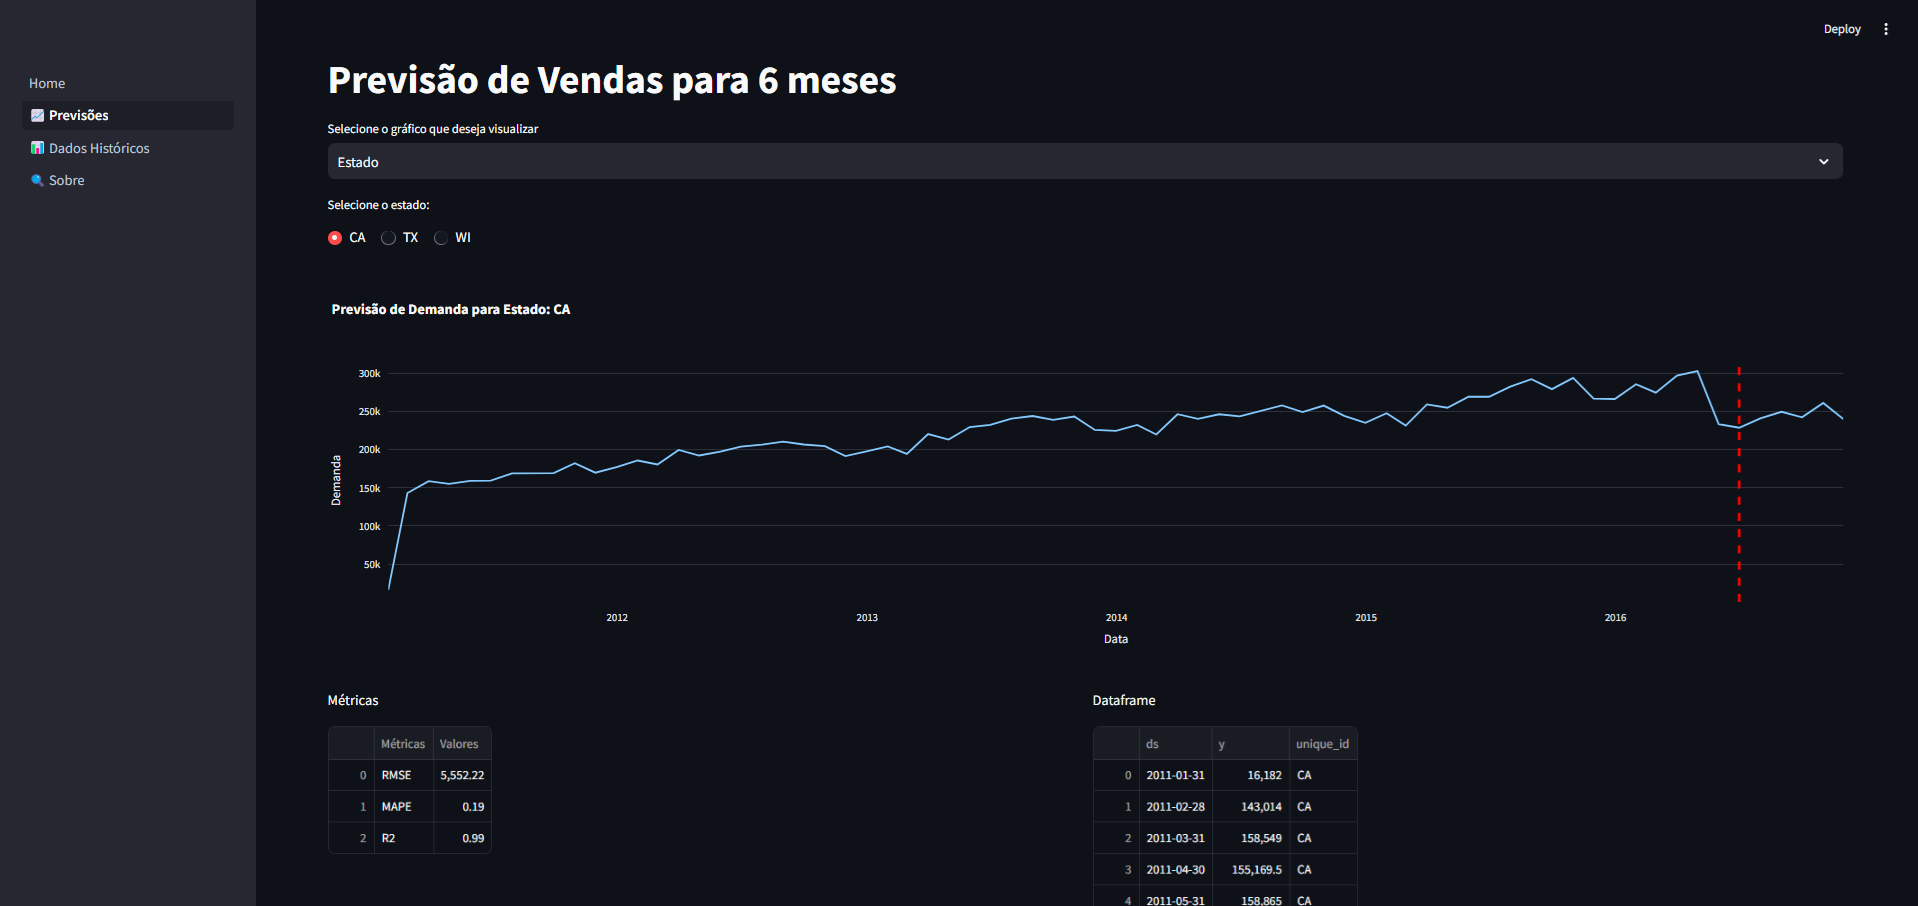 Deploy
Home
Previsões
Dados Históricos
Sobre
Previsão de Vendas para 6 meses
Selecione o gráfico que deseja visualizar
Estado
Selecione o estado:
CA TX WI
Previsão de Demanda para Estado: CA
300k
250k
200k
150k
100k
50k
Demanda
2012 2013 2014 2015 2016
Data
Métricas
Métricas Valores
0 RMSE 5,552.22
1 MAPE 0.19
2 R2 0.99
Dataframe
ds y unique_id
0 2011-01-31 16,182 CA
1 2011-02-28 143,014 CA
2 2011-03-31 158,549 CA
3 2011-04-30 155,169.5 CA
4 2011-05-31 158,865 CA